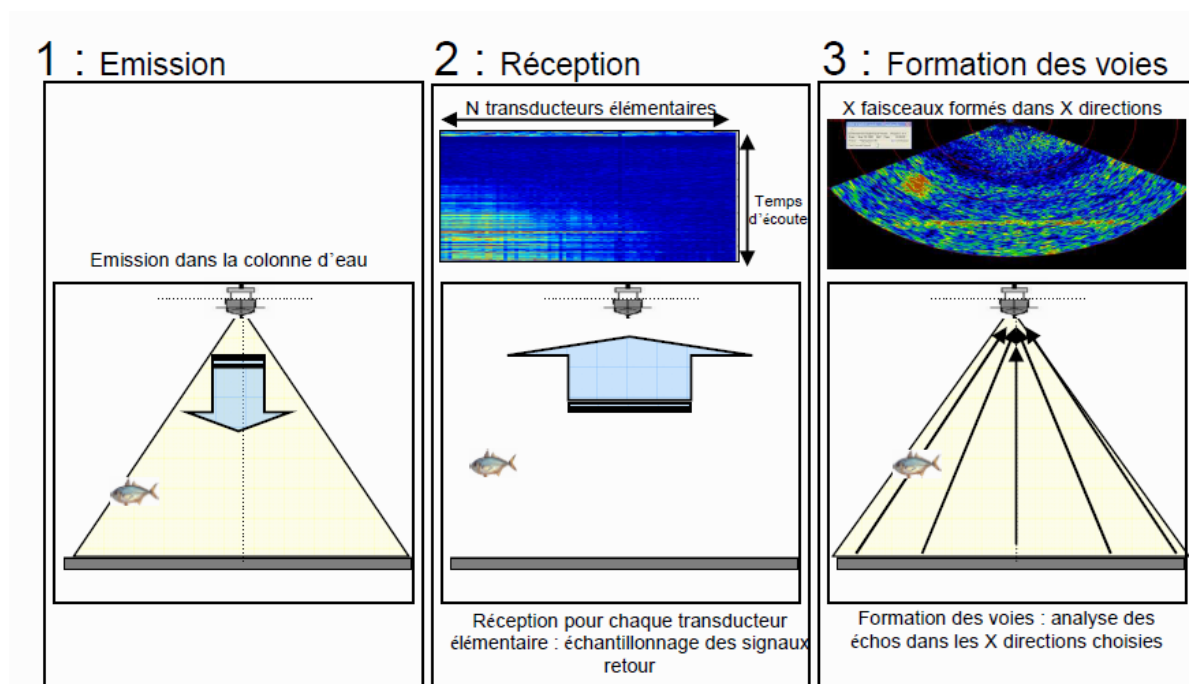 1 : Emission
Emission dans la colonne d'eau
2 : Réception
N transducteurs élémentaires
Temps
d'écoute
Réception pour chaque transducteur
élémentaire : échantillonnage des signaux
retour
3 : Formation des voies
X faisceaux formés dans X directions
Formation des voies : analyse des
échos dans les X directions choisies